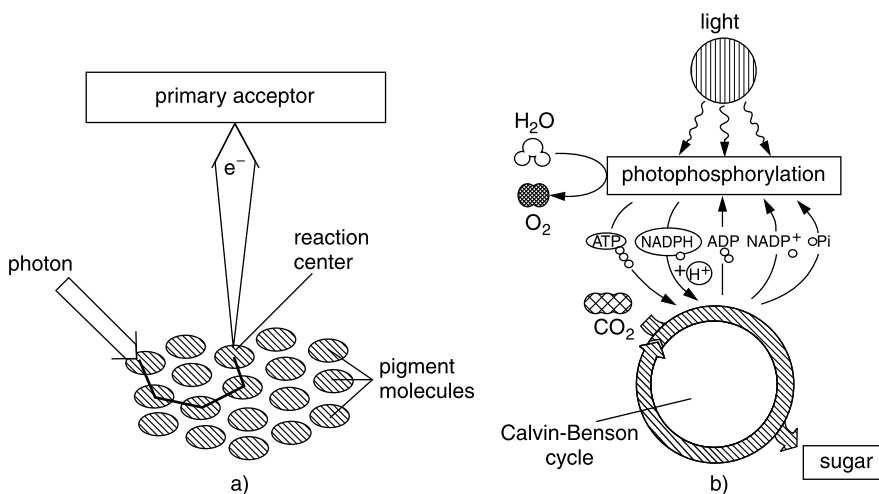 primary acceptor
e⁻
photon
reaction
center
pigment
molecules
a)
light
H₂O
photophosphorylation
O₂
ATP
NADPH
ADP
NADP⁺
Pi
+ H⁺
CO₂
Calvin-Benson
cycle
sugar
b)